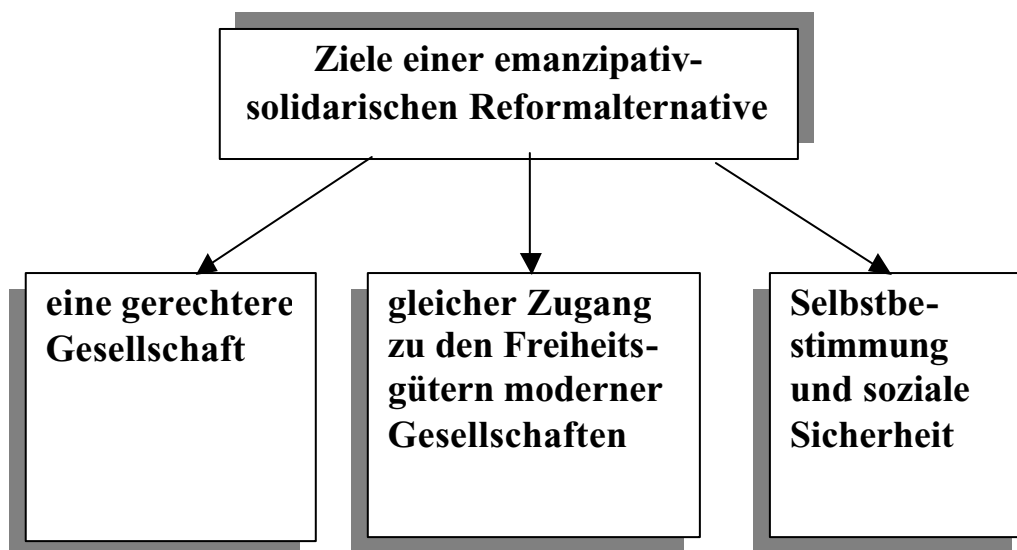 Ziele einer emanzipativ-
solidarischen Reformalternative
eine gerechtere
Gesellschaft
gleicher Zugang
zu den Freiheits-
gütern moderner
Gesellschaften
Selbstbe-
stimmung
und soziale
Sicherheit